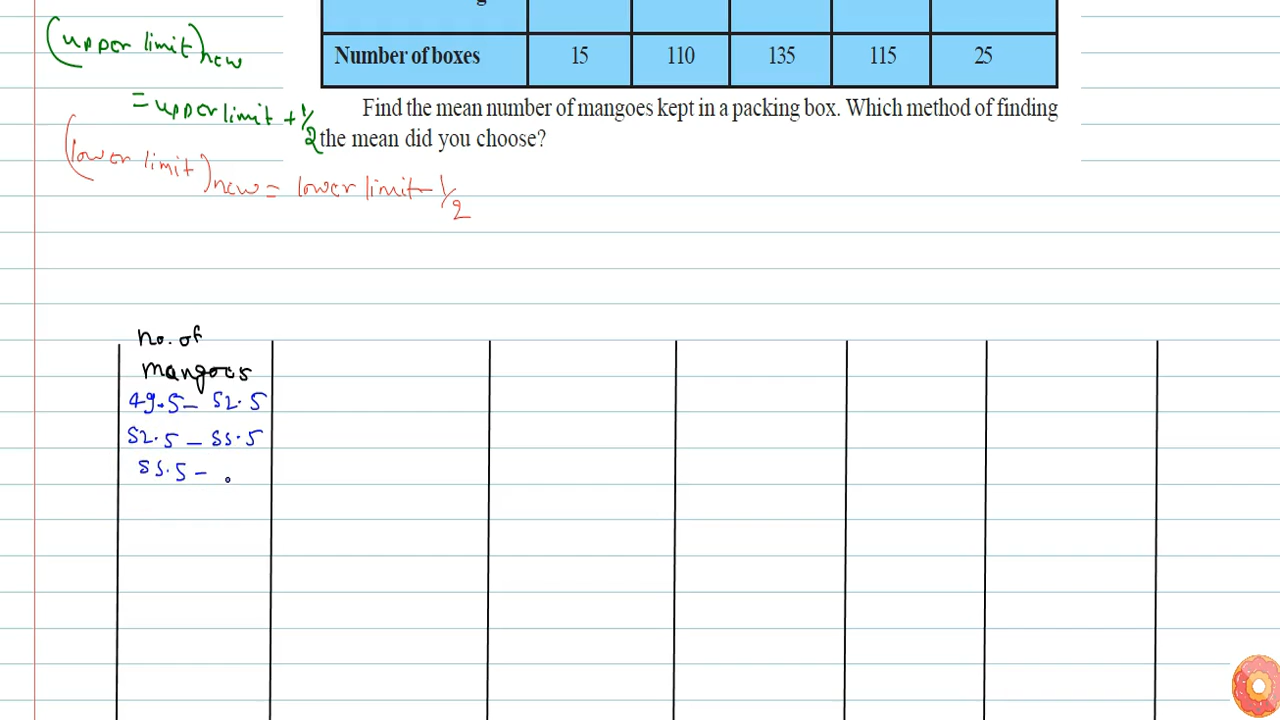 (upper limit)new
Number of boxes 15 110 135 115 25
= upper limit + 1/2
Find the mean number of mangoes kept in a packing box. Which method of finding
the mean did you choose?
(lower limit)new = lower limit - 1/2
no. of
mangoes
49.5 - 52.5
52.5 - 55.5
55.5 -